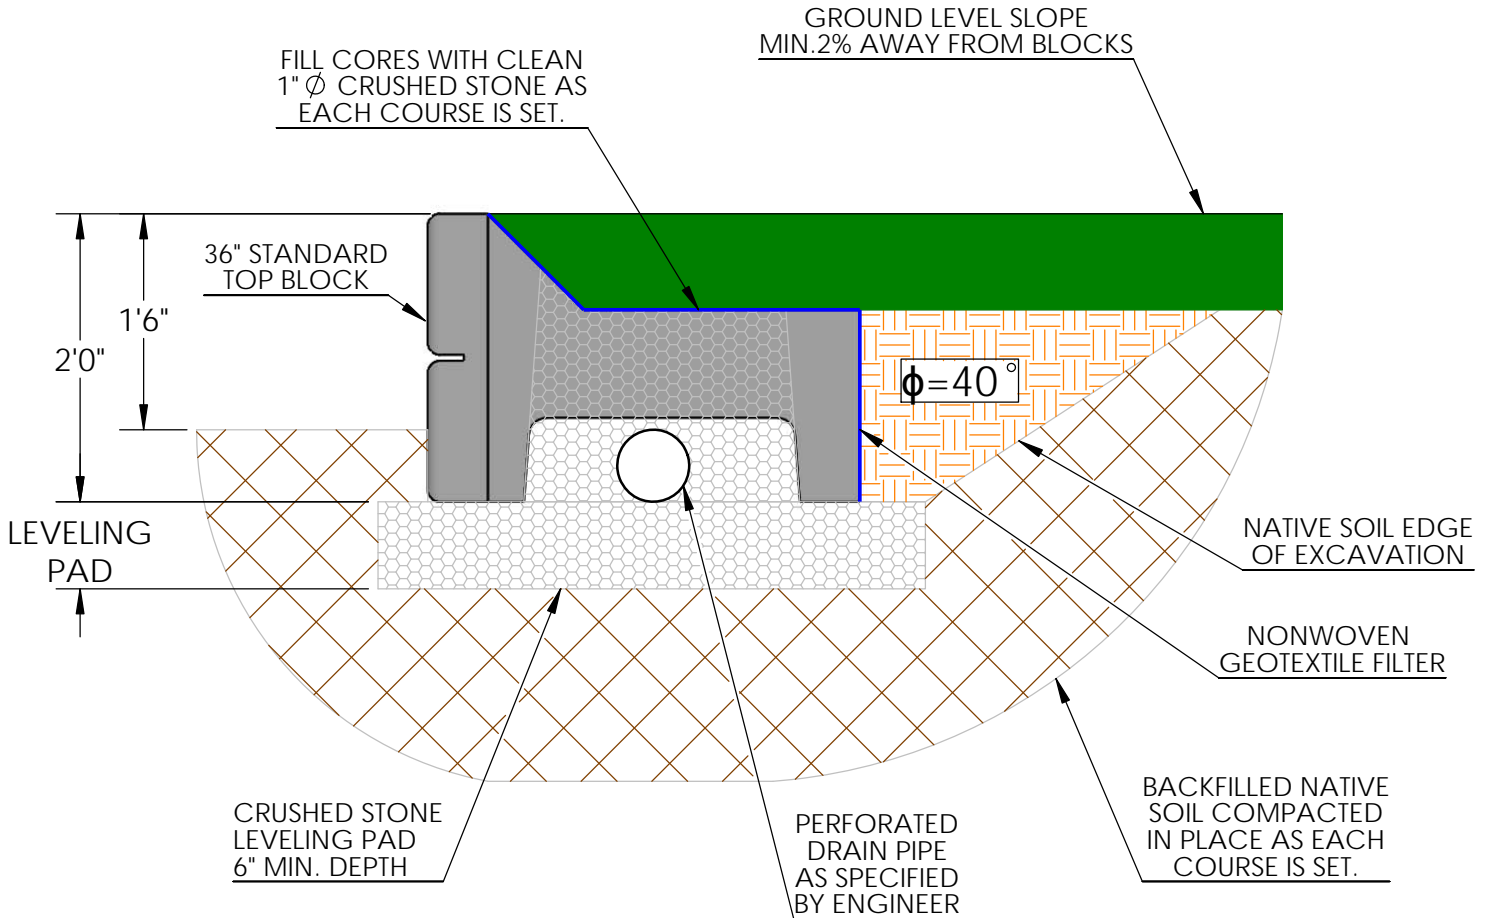 GROUND LEVEL SLOPE
MIN.2% AWAY FROM BLOCKS
FILL CORES WITH CLEAN
1"∅ CRUSHED STONE AS
EACH COURSE IS SET.
36" STANDARD
TOP BLOCK
1'6"
2'0"
ϕ=40°
LEVELING
PAD
NATIVE SOIL EDGE
OF EXCAVATION
NONWOVEN
GEOTEXTILE FILTER
CRUSHED STONE
LEVELING PAD
6" MIN. DEPTH
PERFORATED
DRAIN PIPE
AS SPECIFIED
BY ENGINEER
BACKFILLED NATIVE
SOIL COMPACTED
IN PLACE AS EACH
COURSE IS SET.